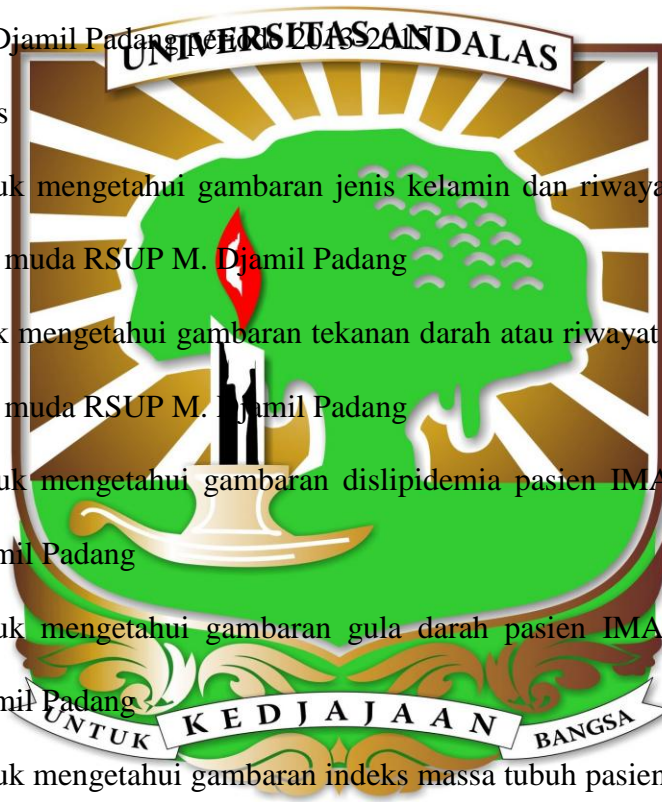 Djamil Padang periode 2013-2015
UNIVERSITAS ANDALAS
s
uk mengetahui gambaran jenis kelamin dan riwaya
muda RSUP M. Djamil Padang
k mengetahui gambaran tekanan darah atau riwayat
muda RSUP M. Djamil Padang
uk mengetahui gambaran dislipidemia pasien IMA
mil Padang
uk mengetahui gambaran gula darah pasien IMA
mil Padang
UNTUK KEDJAJAAN BANGSA
uk mengetahui gambaran indeks massa tubuh pasien